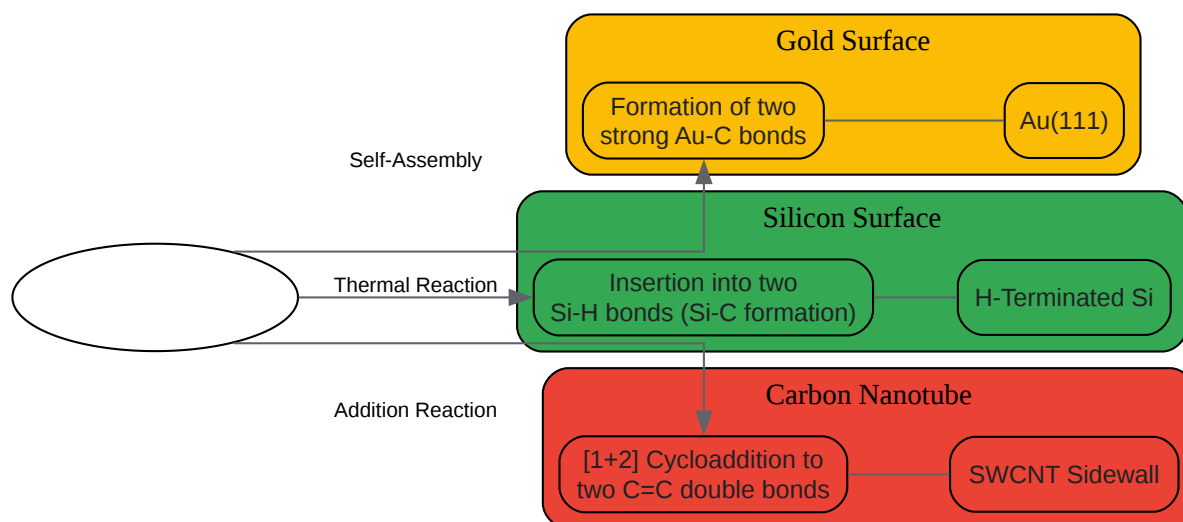 Gold Surface
Formation of two
strong Au-C bonds
Au(111)
Self-Assembly
Silicon Surface
Thermal Reaction
Insertion into two
Si-H bonds (Si-C formation)
H-Terminated Si
Carbon Nanotube
Addition Reaction
[1+2] Cycloaddition to
two C=C double bonds
SWCNT Sidewall